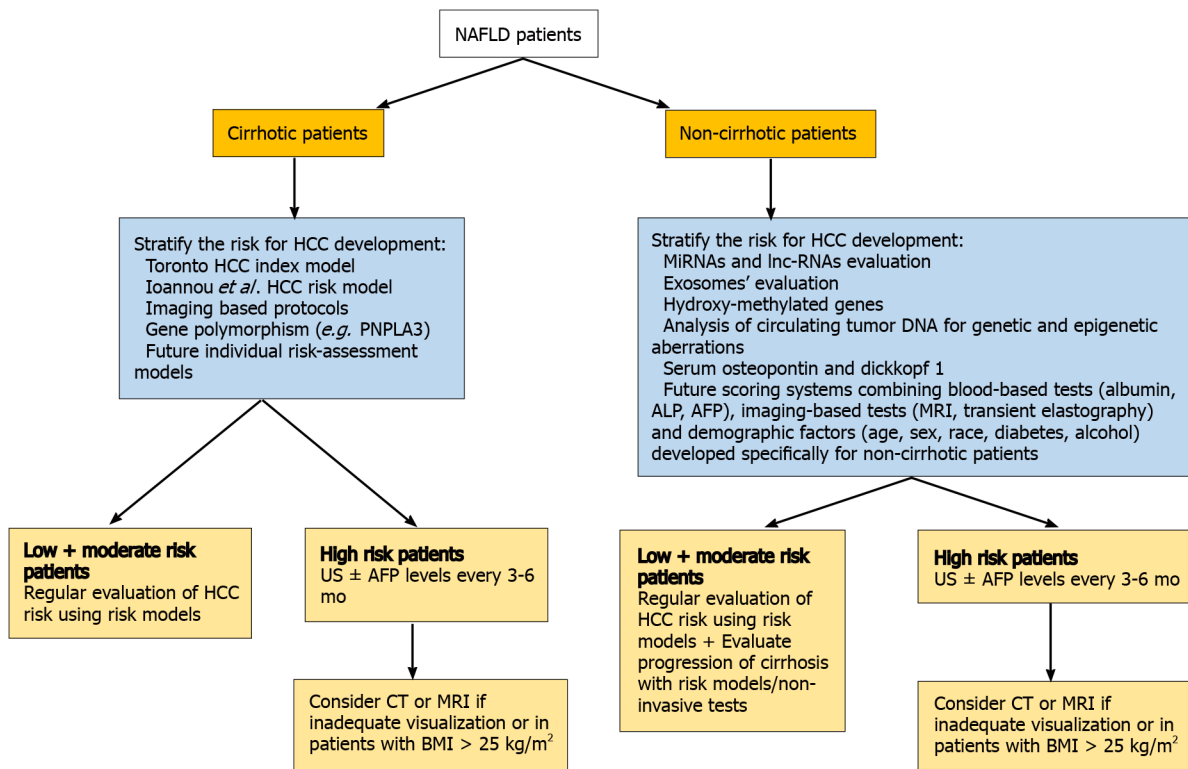 NAFLD patients
Cirrhotic patients
Non-cirrhotic patients
Stratify the risk for HCC development:
Toronto HCC index model
Ioannou et al. HCC risk model
Imaging based protocols
Gene polymorphism (e.g. PNPLA3)
Future individual risk-assessment
models
Stratify the risk for HCC development:
MiRNAs and lnc-RNAs evaluation
Exosomes’ evaluation
Hydroxy-methylated genes
Analysis of circulating tumor DNA for genetic and epigenetic
aberrations
Serum osteopontin and dickkopf 1
Future scoring systems combining blood-based tests (albumin,
ALP, AFP), imaging-based tests (MRI, transient elastography)
and demographic factors (age, sex, race, diabetes, alcohol)
developed specifically for non-cirrhotic patients
Low + moderate risk
patients
Regular evaluation of HCC
risk using risk models
High risk patients
US ± AFP levels every 3-6
mo
Low + moderate risk
patients
Regular evaluation of
HCC risk using risk
models + Evaluate
progression of cirrhosis
with risk models/non-
invasive tests
High risk patients
US ± AFP levels every 3-6 mo
Consider CT or MRI if
inadequate visualization or in
patients with BMI > 25 kg/m²
Consider CT or MRI if
inadequate visualization or in
patients with BMI > 25 kg/m²